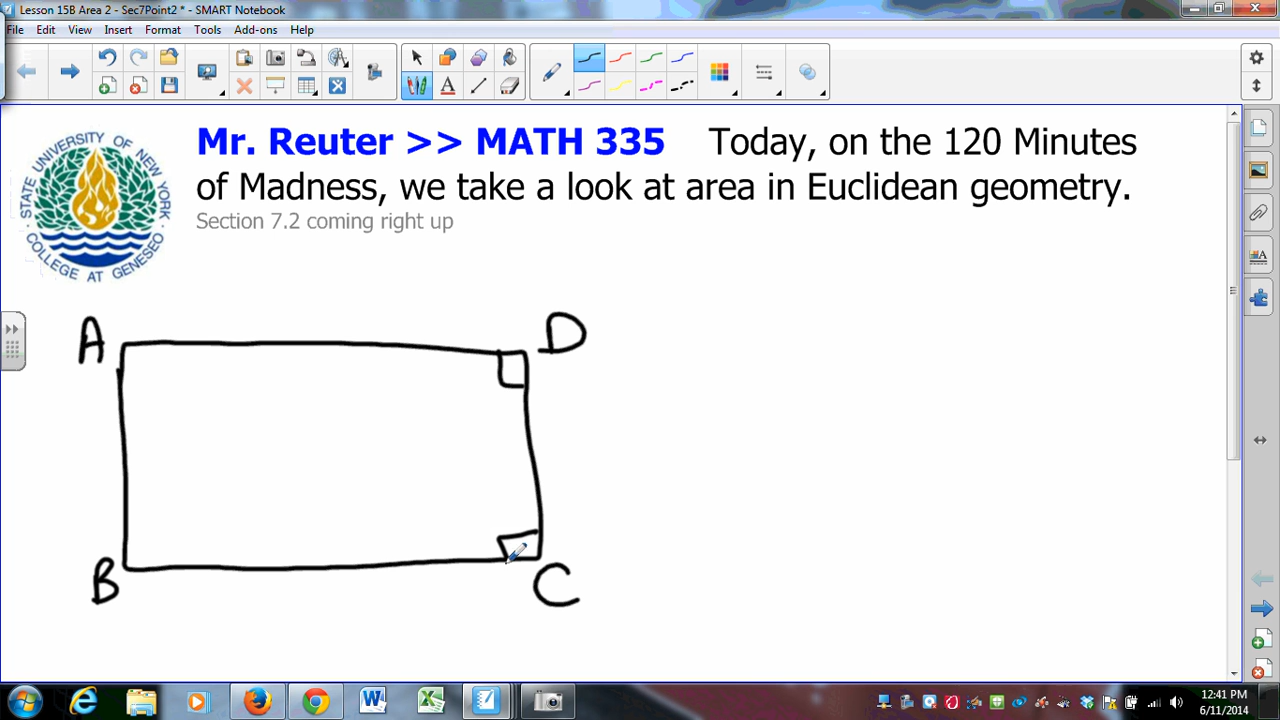 Lesson 15B Area 2 - Sec7Point2 * - SMART Notebook
File Edit View Insert Format Tools Add-ons Help
STATE UNIVERSITY OF NEW YORK
COLLEGE AT GENESEO
Mr. Reuter >> MATH 335 Today, on the 120 Minutes
of Madness, we take a look at area in Euclidean geometry.
Section 7.2 coming right up
A D
B C
12:41 PM
6/11/2014